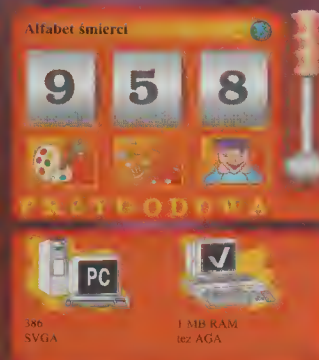 Alfabet śmierci
9 5 8
PRZYGODOWA
PC
386
SVGA
1 MB RAM
też AGA